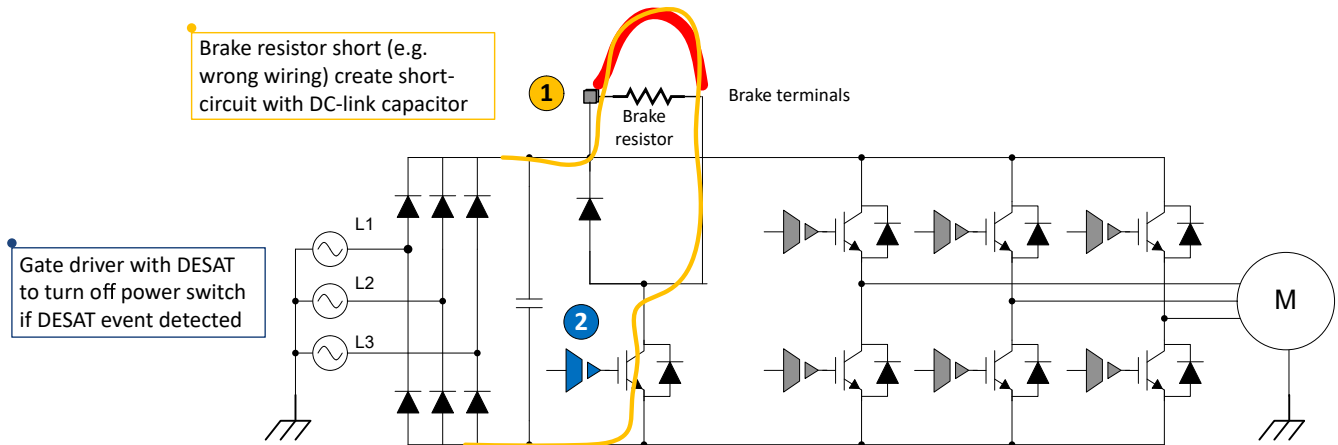 Brake resistor short (e.g.
wrong wiring) create short-
circuit with DC-link capacitor
1
Brake
resistor
Brake terminals
Gate driver with DESAT
to turn off power switch
if DESAT event detected
L1
L2
L3
2
M